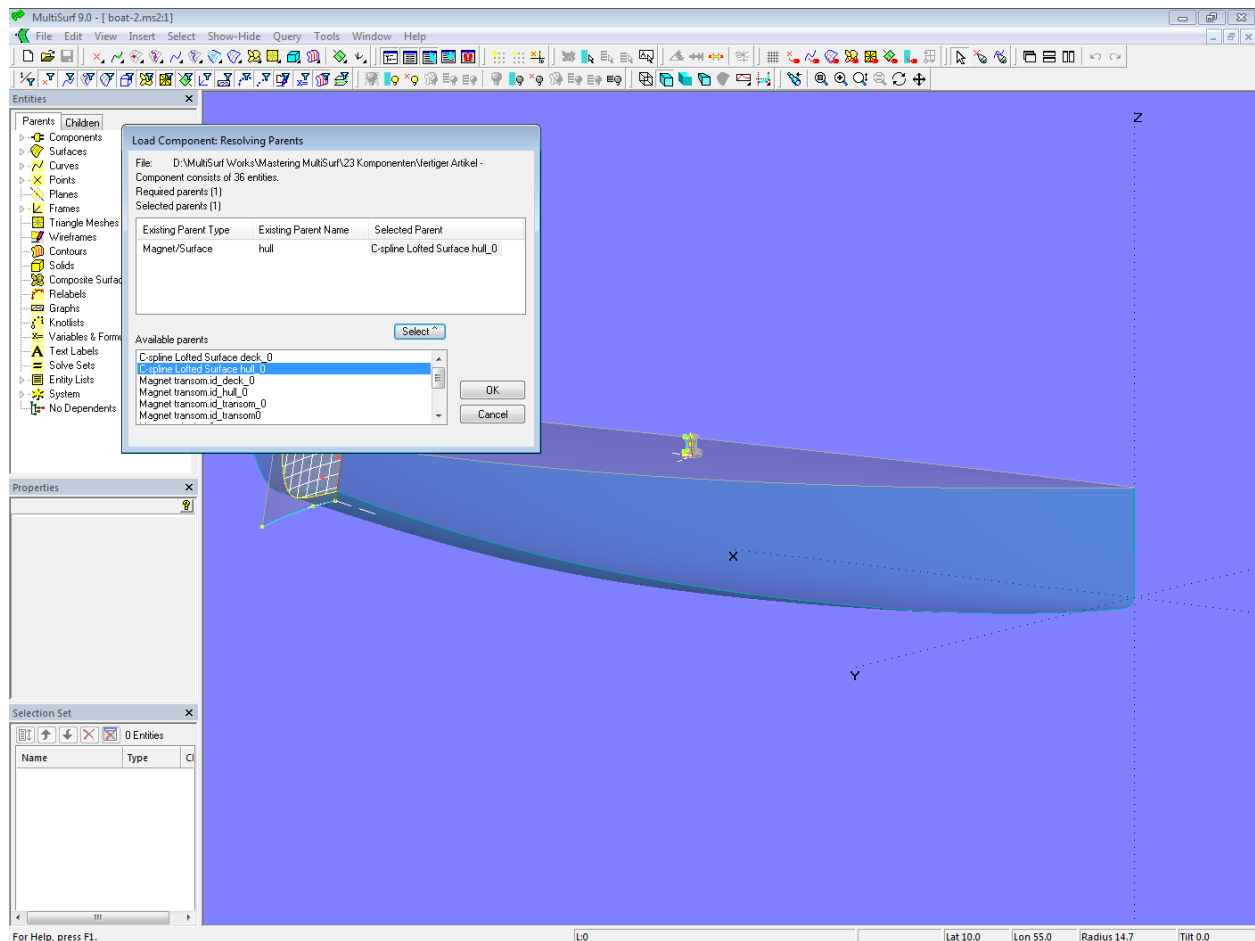 MultiSurf 9.0 - [ boat-2.ms2:1]
File Edit View Insert Select Show-Hide Query Tools Window Help
Entities
Parents Children
Components
Surfaces
Curves
Points
Planes
Frames
Triangle Meshes
Wireframes
Contours
Solids
Composite Surfac
Relabels
Graphs
Knotlists
Variables & Formu
Text Labels
Solve Sets
Entity Lists
System
No Dependents
Load Component: Resolving Parents
File: D:\MultiSurf Works\Mastering MultiSurf\23 Komponenten\fertiger Artikel -
Component consists of 36 entities.
Required parents (1)
Selected parents (1)
Existing Parent Type Existing Parent Name Selected Parent
Magnet/Surface hull C-spline Lofted Surface hull_0
Select ^
Available parents
C-spline Lofted Surface deck_0
C-spline Lofted Surface hull_0
Magnet transom.id_deck_0
Magnet transom.id_hull_0
Magnet transom.id_transom_0
Magnet transom.id_transom0
OK
Cancel
Z
X
Y
Properties
Selection Set
0 Entities
Name Type Cl
For Help, press F1.
L:0
Lat 10.0 Lon 55.0 Radius 14.7 Tilt 0.0